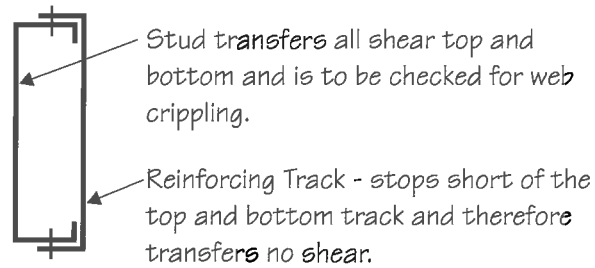 Stud transfers all shear top and
bottom and is to be checked for web
crippling.
Reinforcing Track - stops short of the
top and bottom track and therefore
transfers no shear.